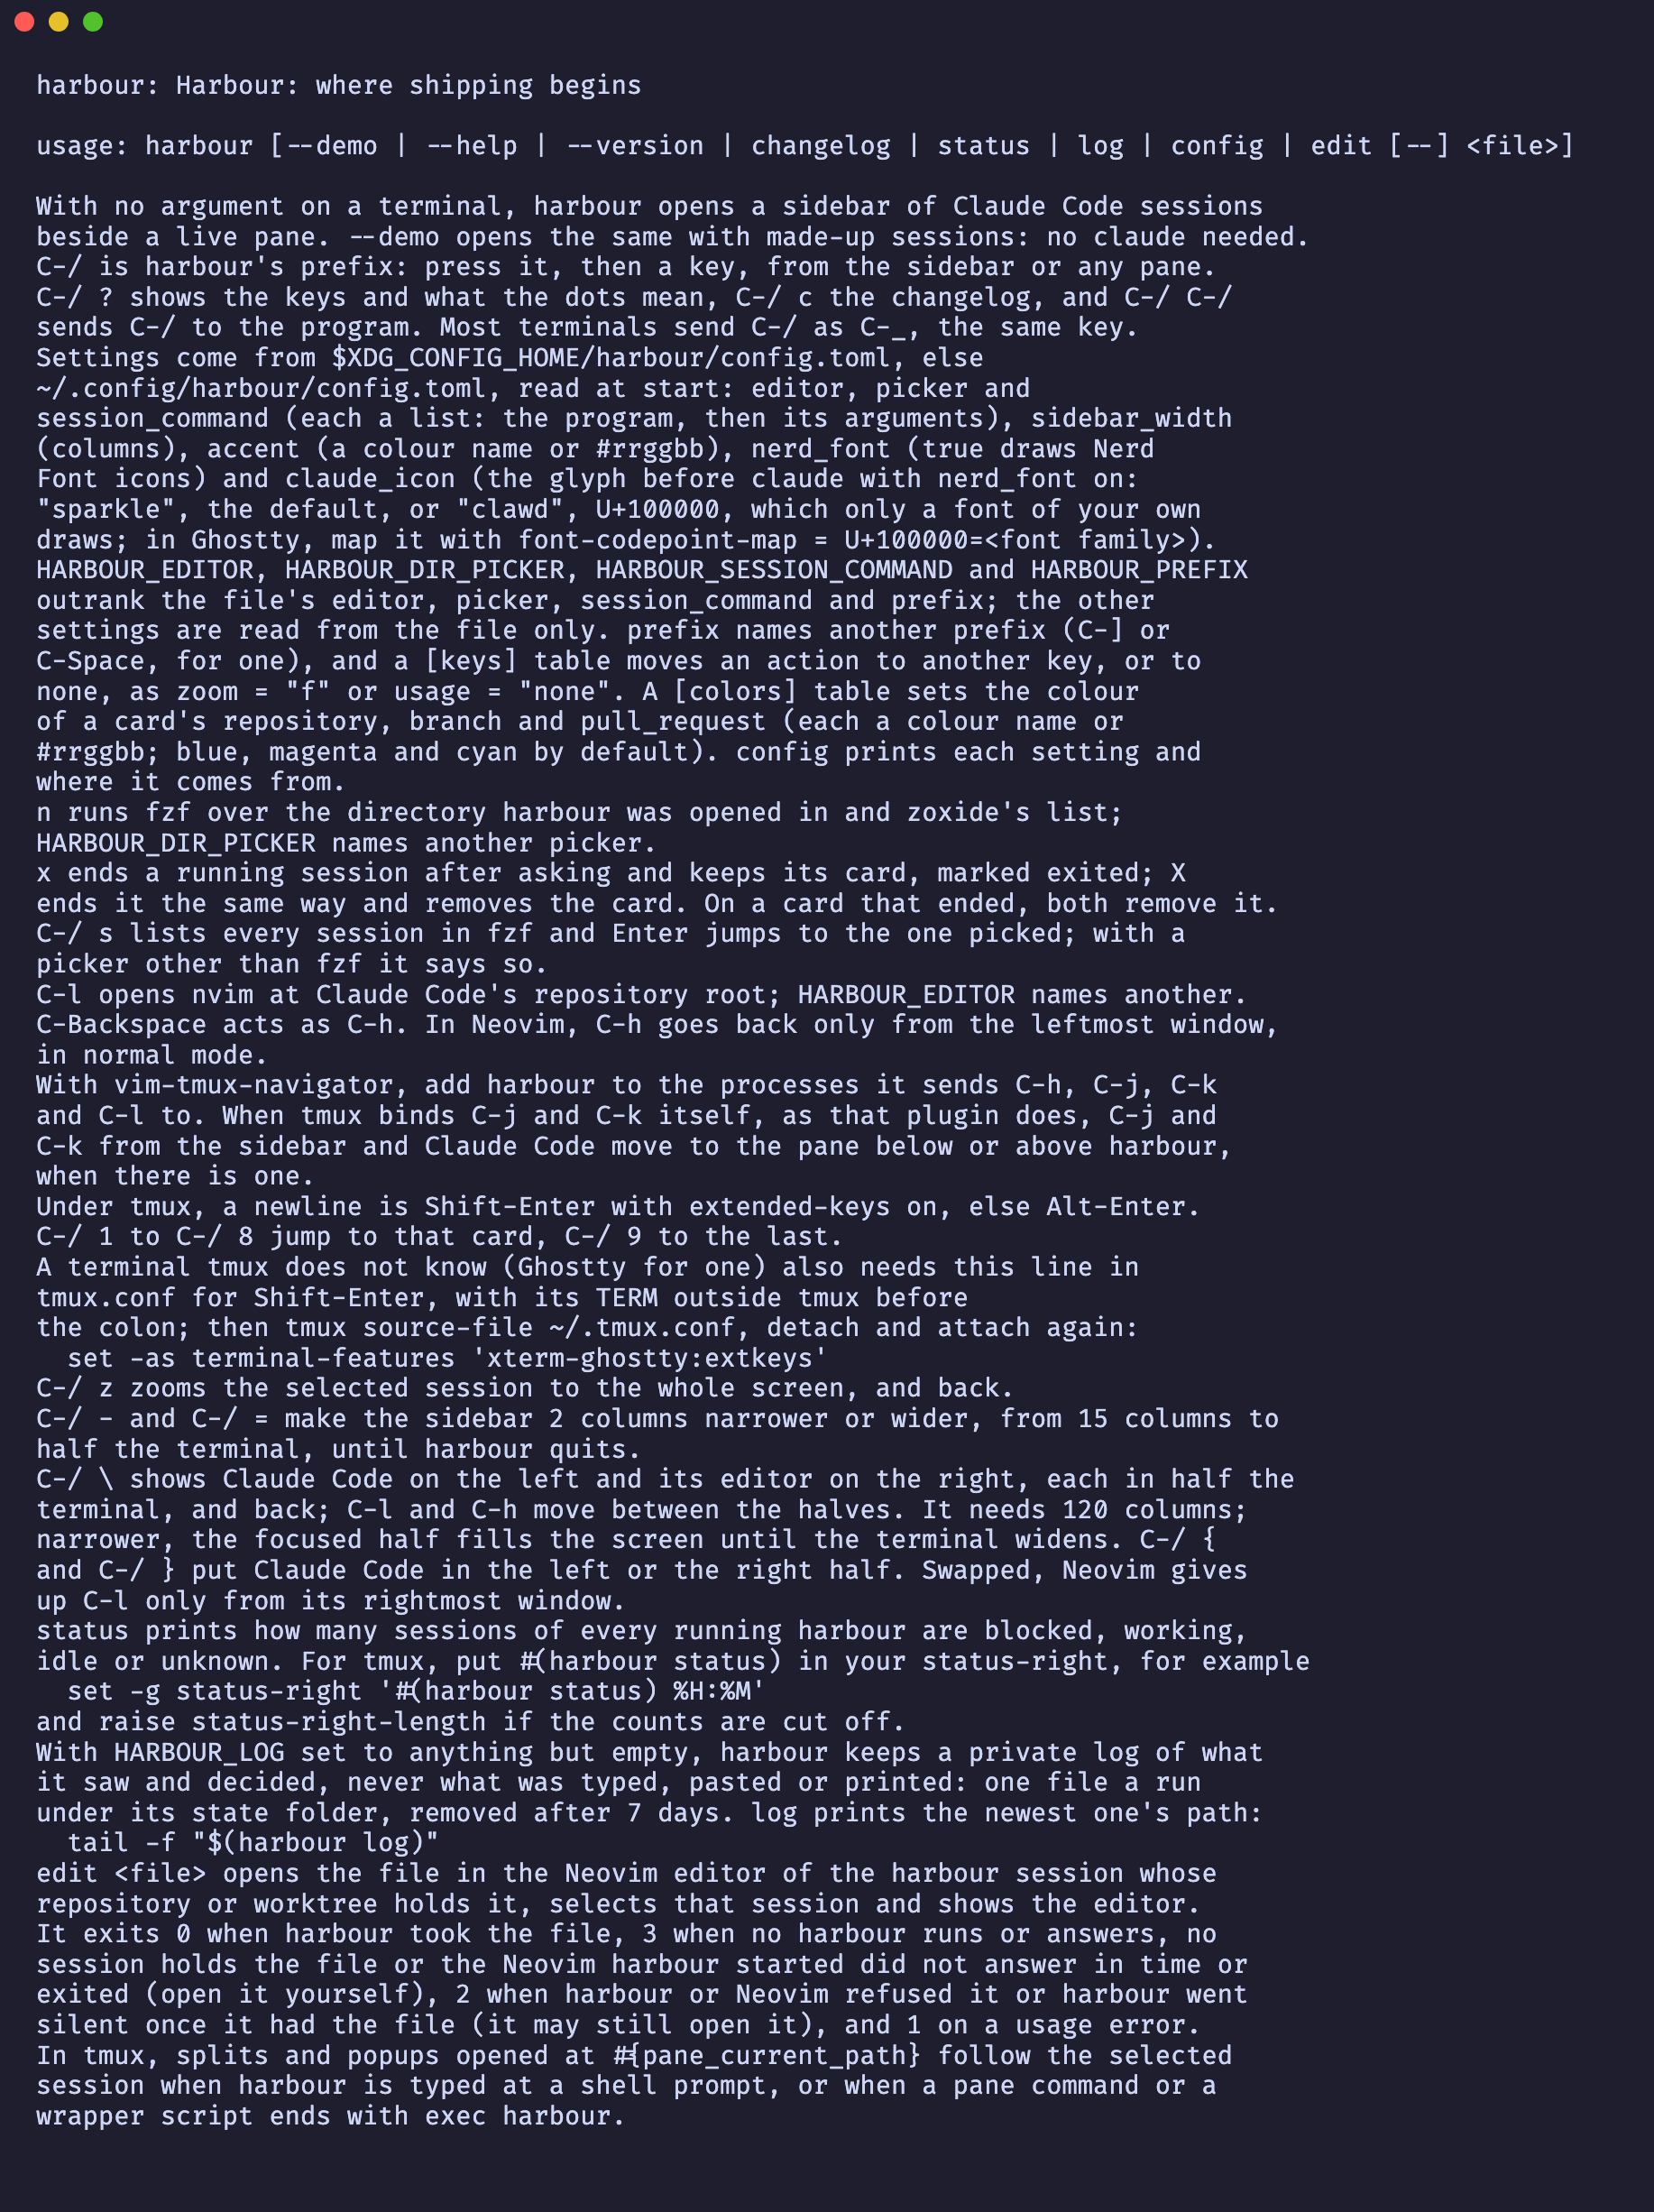 harbour: Harbour: where shipping begins
usage: harbour [--demo | --help | --version | changelog | status | log | config | edit [--] <file>]
With no argument on a terminal, harbour opens a sidebar of Claude Code sessions
beside a live pane. --demo opens the same with made-up sessions: no claude needed.
C-/ is harbour's prefix: press it, then a key, from the sidebar or any pane.
C-/ ? shows the keys and what the dots mean, C-/ c the changelog, and C-/ C-/
sends C-/ to the program. Most terminals send C-/ as C-_, the same key.
Settings come from $XDG_CONFIG_HOME/harbour/config.toml, else
~/.config/harbour/config.toml, read at start: editor, picker and
session_command (each a list: the program, then its arguments), sidebar_width
(columns), accent (a colour name or #rrggbb), nerd_font (true draws Nerd
Font icons) and claude_icon (the glyph before claude with nerd_font on:
"sparkle", the default, or "clawd", U+100000, which only a font of your own
draws; in Ghostty, map it with font-codepoint-map = U+100000=<font family>).
HARBOUR_EDITOR, HARBOUR_DIR_PICKER, HARBOUR_SESSION_COMMAND and HARBOUR_PREFIX
outrank the file's editor, picker, session_command and prefix; the other
settings are read from the file only. prefix names another prefix (C-] or
C-Space, for one), and a [keys] table moves an action to another key, or to
none, as zoom = "f" or usage = "none". A [colors] table sets the colour
of a card's repository, branch and pull_request (each a colour name or
#rrggbb; blue, magenta and cyan by default). config prints each setting and
where it comes from.
n runs fzf over the directory harbour was opened in and zoxide's list;
HARBOUR_DIR_PICKER names another picker.
x ends a running session after asking and keeps its card, marked exited; X
ends it the same way and removes the card. On a card that ended, both remove it.
C-/ s lists every session in fzf and Enter jumps to the one picked; with a
picker other than fzf it says so.
C-l opens nvim at Claude Code's repository root; HARBOUR_EDITOR names another.
C-Backspace acts as C-h. In Neovim, C-h goes back only from the leftmost window,
in normal mode.
With vim-tmux-navigator, add harbour to the processes it sends C-h, C-j, C-k
and C-l to. When tmux binds C-j and C-k itself, as that plugin does, C-j and
C-k from the sidebar and Claude Code move to the pane below or above harbour,
when there is one.
Under tmux, a newline is Shift-Enter with extended-keys on, else Alt-Enter.
C-/ 1 to C-/ 8 jump to that card, C-/ 9 to the last.
A terminal tmux does not know (Ghostty for one) also needs this line in
tmux.conf for Shift-Enter, with its TERM outside tmux before
the colon; then tmux source-file ~/.tmux.conf, detach and attach again:
  set -as terminal-features 'xterm-ghostty:extkeys'
C-/ z zooms the selected session to the whole screen, and back.
C-/ - and C-/ = make the sidebar 2 columns narrower or wider, from 15 columns to
half the terminal, until harbour quits.
C-/ \ shows Claude Code on the left and its editor on the right, each in half the
terminal, and back; C-l and C-h move between the halves. It needs 120 columns;
narrower, the focused half fills the screen until the terminal widens. C-/ {
and C-/ } put Claude Code in the left or the right half. Swapped, Neovim gives
up C-l only from its rightmost window.
status prints how many sessions of every running harbour are blocked, working,
idle or unknown. For tmux, put #(harbour status) in your status-right, for example
  set -g status-right '#(harbour status) %H:%M'
and raise status-right-length if the counts are cut off.
With HARBOUR_LOG set to anything but empty, harbour keeps a private log of what
it saw and decided, never what was typed, pasted or printed: one file a run
under its state folder, removed after 7 days. log prints the newest one's path:
  tail -f "$(harbour log)"
edit <file> opens the file in the Neovim editor of the harbour session whose
repository or worktree holds it, selects that session and shows the editor.
It exits 0 when harbour took the file, 3 when no harbour runs or answers, no
session holds the file or the Neovim harbour started did not answer in time or
exited (open it yourself), 2 when harbour or Neovim refused it or harbour went
silent once it had the file (it may still open it), and 1 on a usage error.
In tmux, splits and popups opened at #{pane_current_path} follow the selected
session when harbour is typed at a shell prompt, or when a pane command or a
wrapper script ends with exec harbour.